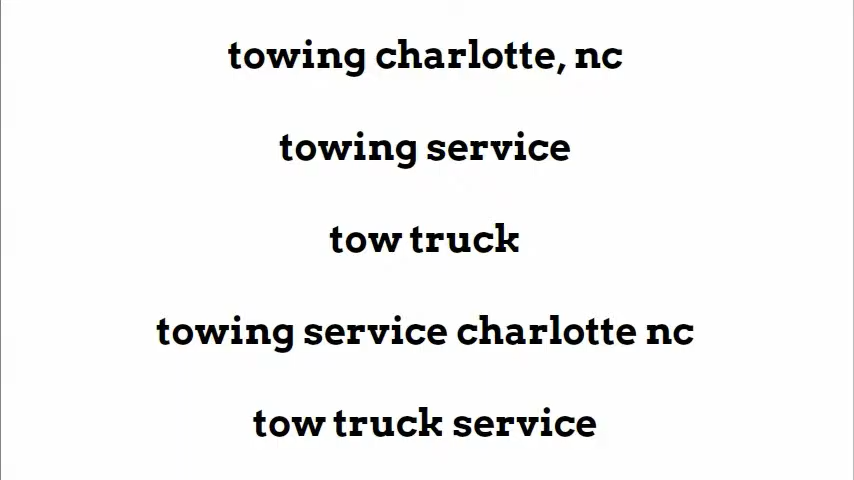 towing charlotte, nc
towing service
tow truck
towing service charlotte nc
tow truck service